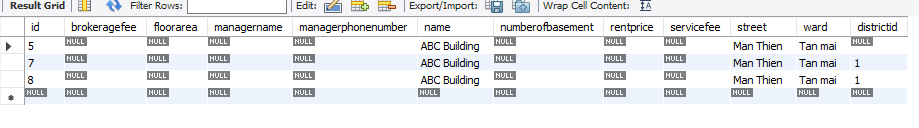 Result Grid Filter Rows: Edit: Export/Import: Wrap Cell Content: IA
id brokeragefee floorarea managername managerphonenumber name numberofbasement rentprice servicefee street ward districtid
5 NULL NULL NULL NULL ABC Building NULL NULL NULL Man Thien Tan mai NULL
7 NULL NULL NULL NULL ABC Building NULL NULL NULL Man Thien Tan mai 1
8 NULL NULL NULL NULL ABC Building NULL NULL NULL Man Thien Tan mai 1
NULL NULL NULL NULL NULL NULL NULL NULL NULL NULL NULL NULL